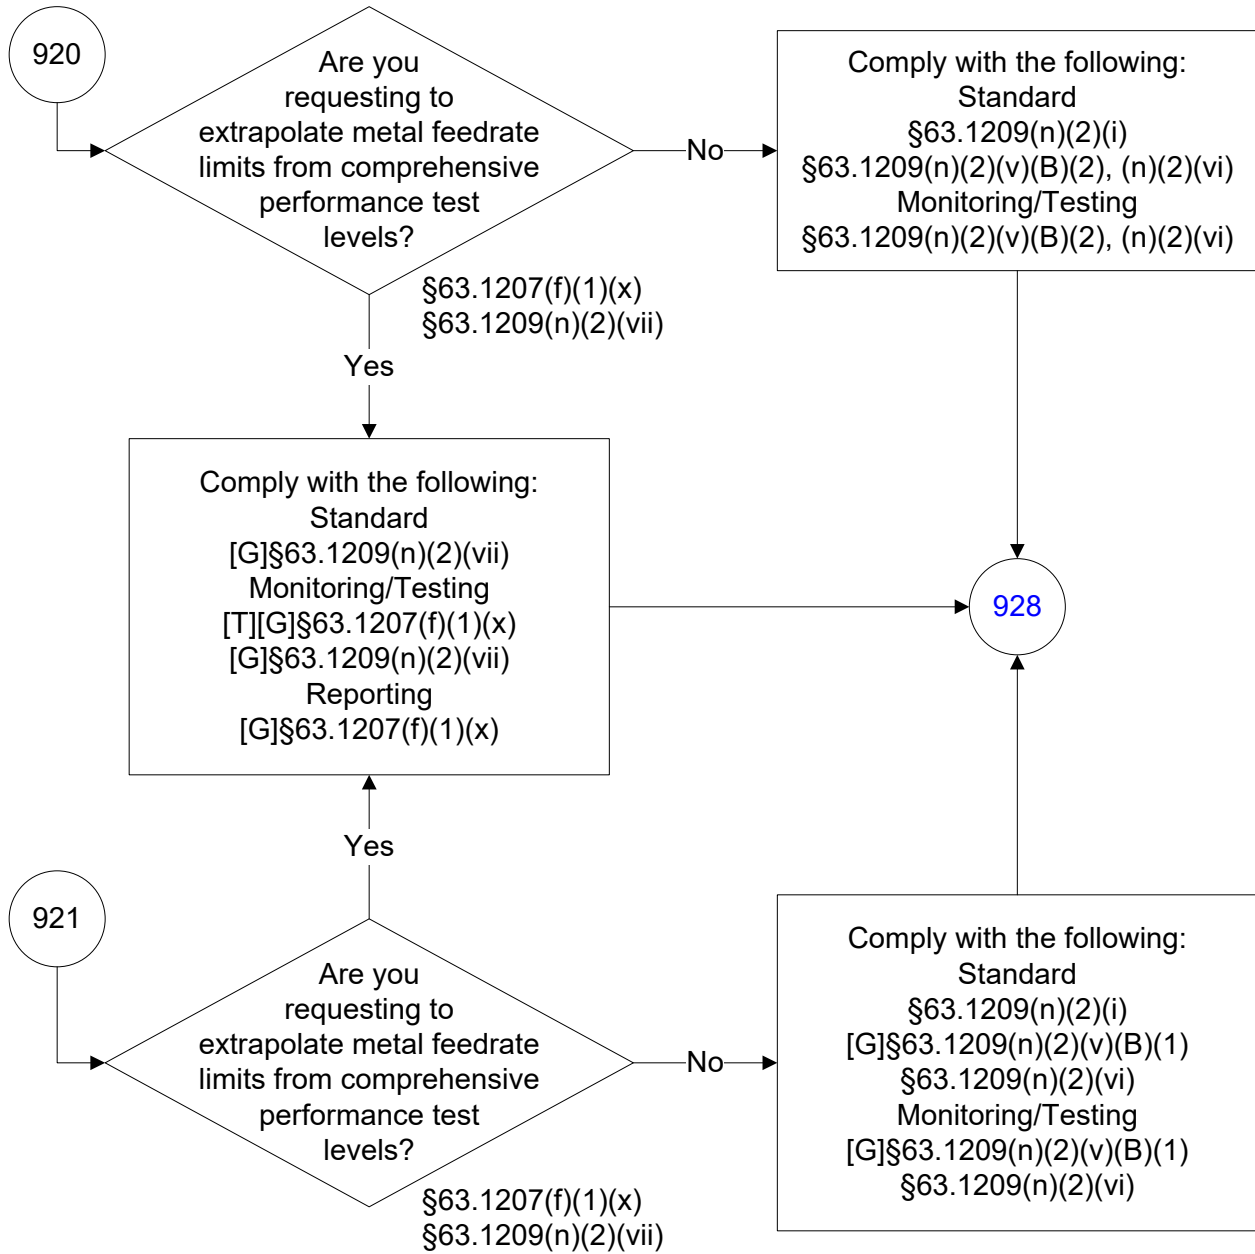 920
Are you
requesting to
extrapolate metal feedrate
limits from comprehensive
performance test
levels?
§63.1207(f)(1)(x)
§63.1209(n)(2)(vii)
No
Comply with the following:
Standard
§63.1209(n)(2)(i)
§63.1209(n)(2)(v)(B)(2), (n)(2)(vi)
Monitoring/Testing
§63.1209(n)(2)(v)(B)(2), (n)(2)(vi)
Yes
Comply with the following:
Standard
[G]§63.1209(n)(2)(vii)
Monitoring/Testing
[T][G]§63.1207(f)(1)(x)
[G]§63.1209(n)(2)(vii)
Reporting
[G]§63.1207(f)(1)(x)
928
Yes
921
Are you
requesting to
extrapolate metal feedrate
limits from comprehensive
performance test
levels?
§63.1207(f)(1)(x)
§63.1209(n)(2)(vii)
No
Comply with the following:
Standard
§63.1209(n)(2)(i)
[G]§63.1209(n)(2)(v)(B)(1)
§63.1209(n)(2)(vi)
Monitoring/Testing
[G]§63.1209(n)(2)(v)(B)(1)
§63.1209(n)(2)(vi)